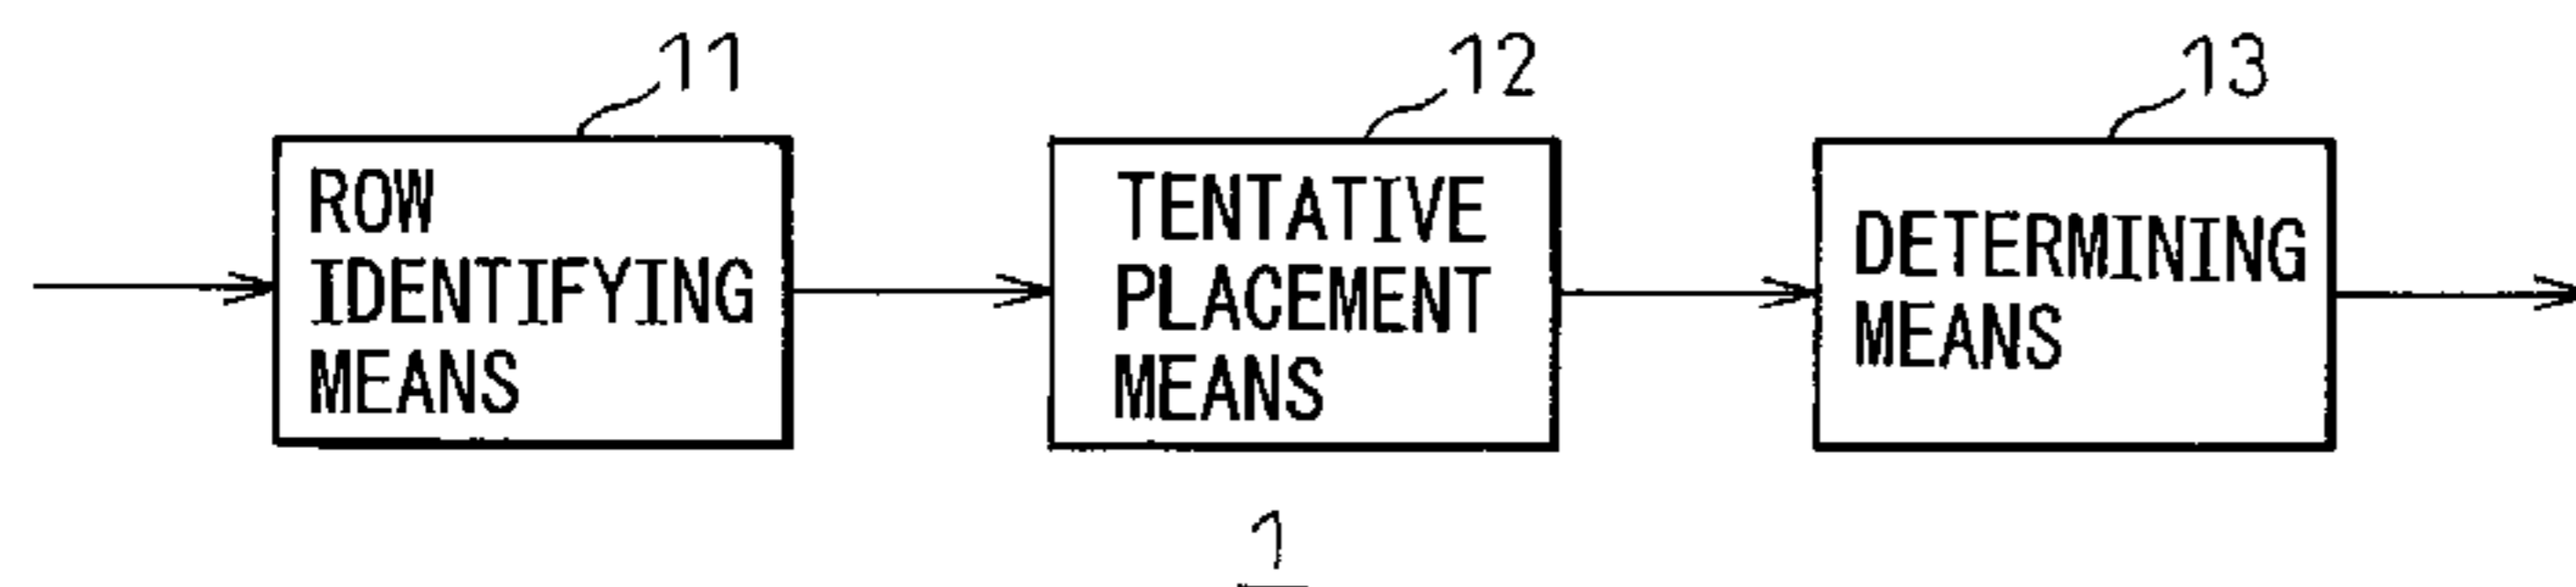 11
12
13
ROW
IDENTIFYING
MEANS
TENTATIVE
PLACEMENT
MEANS
DETERMINING
MEANS
1